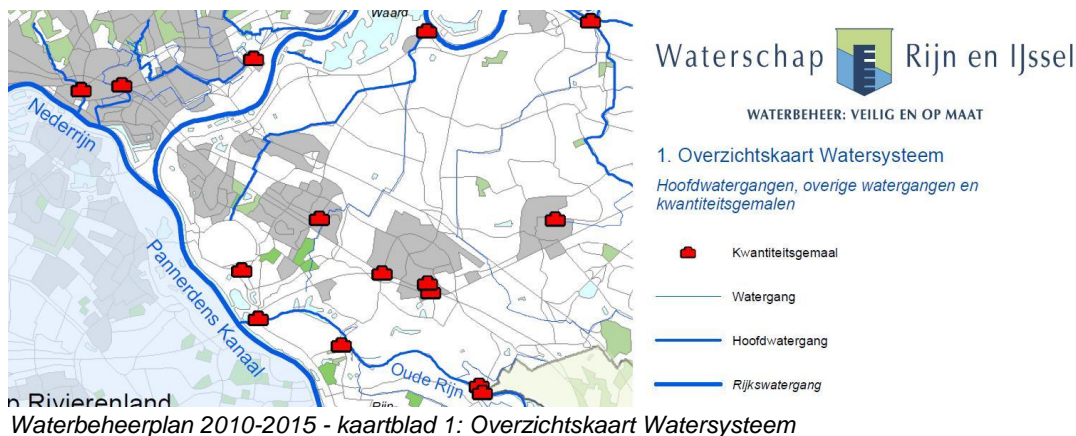 Waard
Nederrijn
Pannerdens Kanaal
Oude Rijn
Rijn-
p Rivierenland
Waterschap Rijn en IJssel
WATERBEHEER: VEILIG EN OP MAAT
1. Overzichtskaart Watersysteem
Hoofdwatergangen, overige watergangen en
kwantiteitsgemalen
Kwantiteitsgemaal
Watergang
Hoofdwatergang
Rijkswatergang
Waterbeheerplan 2010-2015 - kaartblad 1: Overzichtskaart Watersysteem